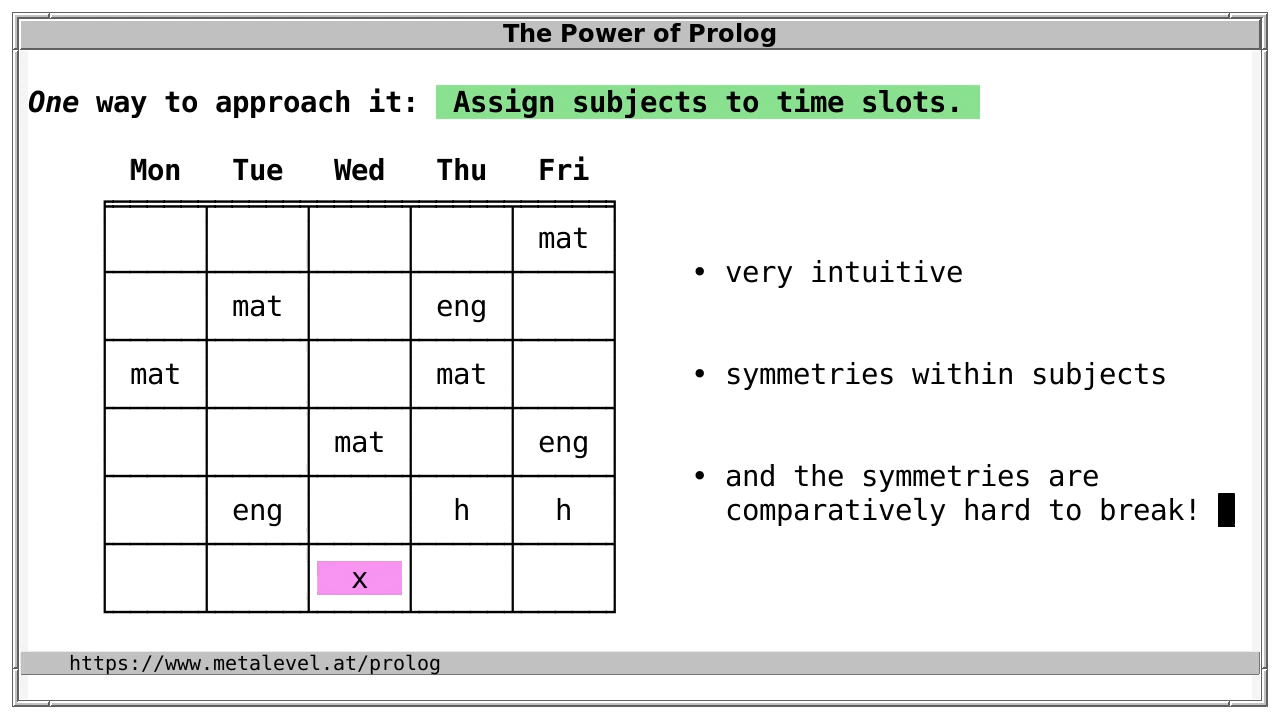 The Power of Prolog
One way to approach it: Assign subjects to time slots.
Mon Tue Wed Thu Fri
mat
mat eng
mat mat
mat eng
eng h h
x
• very intuitive
• symmetries within subjects
• and the symmetries are
comparatively hard to break!
https://www.metalevel.at/prolog